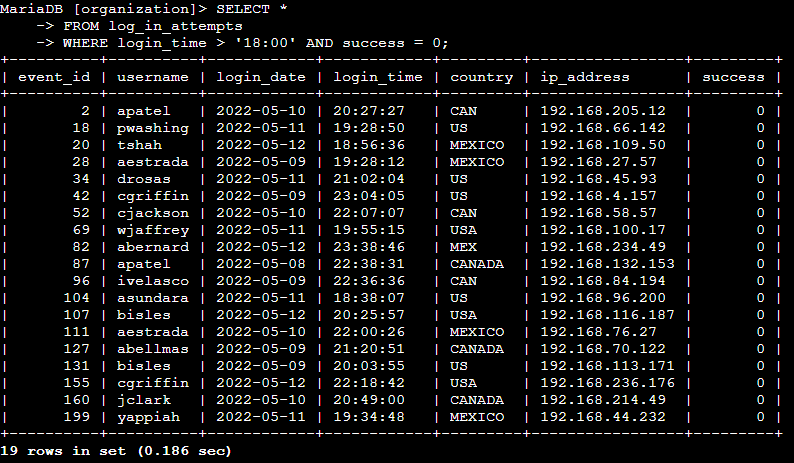 MariaDB [organization]> SELECT *
    -> FROM log_in_attempts
    -> WHERE login_time > '18:00' AND success = 0;
+----------+----------+------------+------------+---------+-----------------+---------+
| event_id | username | login_date | login_time | country | ip_address      | success |
+----------+----------+------------+------------+---------+-----------------+---------+
|        2 | apatel   | 2022-05-10 | 20:27:27   | CAN     | 192.168.205.12  |       0 |
|       18 | pwashing | 2022-05-11 | 19:28:50   | US      | 192.168.66.142  |       0 |
|       20 | tshah    | 2022-05-12 | 18:56:36   | MEXICO  | 192.168.109.50  |       0 |
|       28 | aestrada | 2022-05-09 | 19:28:12   | MEXICO  | 192.168.27.57   |       0 |
|       34 | drosas   | 2022-05-11 | 21:02:04   | US      | 192.168.45.93   |       0 |
|       42 | cgriffin | 2022-05-09 | 23:04:05   | US      | 192.168.4.157   |       0 |
|       52 | cjackson | 2022-05-10 | 22:07:07   | CAN     | 192.168.58.57   |       0 |
|       69 | wjaffrey | 2022-05-11 | 19:55:15   | USA     | 192.168.100.17  |       0 |
|       82 | abernard | 2022-05-12 | 23:38:46   | MEX     | 192.168.234.49  |       0 |
|       87 | apatel   | 2022-05-08 | 22:38:31   | CANADA  | 192.168.132.153 |       0 |
|       96 | ivelasco | 2022-05-09 | 22:36:36   | CAN     | 192.168.84.194  |       0 |
|      104 | asundara | 2022-05-11 | 18:38:07   | US      | 192.168.96.200  |       0 |
|      107 | bisles   | 2022-05-12 | 20:25:57   | USA     | 192.168.116.187 |       0 |
|      111 | aestrada | 2022-05-10 | 22:00:26   | MEXICO  | 192.168.76.27   |       0 |
|      127 | abellmas | 2022-05-09 | 21:20:51   | CANADA  | 192.168.70.122  |       0 |
|      131 | bisles   | 2022-05-09 | 20:03:55   | US      | 192.168.113.171 |       0 |
|      155 | cgriffin | 2022-05-12 | 22:18:42   | USA     | 192.168.236.176 |       0 |
|      160 | jclark   | 2022-05-10 | 20:49:00   | CANADA  | 192.168.214.49  |       0 |
|      199 | yappiah  | 2022-05-11 | 19:34:48   | MEXICO  | 192.168.44.232  |       0 |
+----------+----------+------------+------------+---------+-----------------+---------+
19 rows in set (0.186 sec)